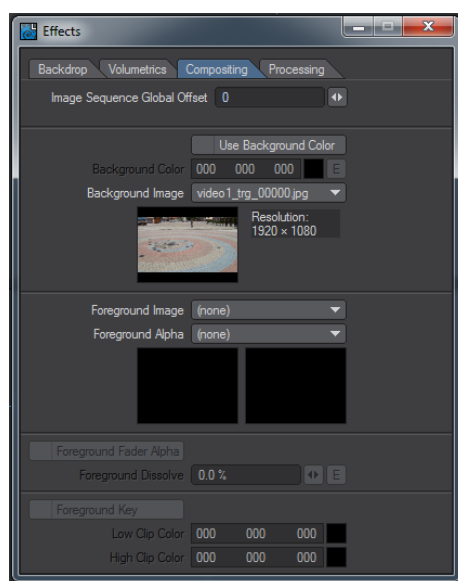 Effects
Backdrop Volumetrics Compositing Processing
Image Sequence Global Offset 0
Use Background Color
Background Color 000 000 000 E
Background Image video1_trg_00000.jpg
Resolution:
1920 × 1080
Foreground Image (none)
Foreground Alpha (none)
Foreground Fader Alpha
Foreground Dissolve 0.0 % E
Foreground Key
Low Clip Color 000 000 000
High Clip Color 000 000 000